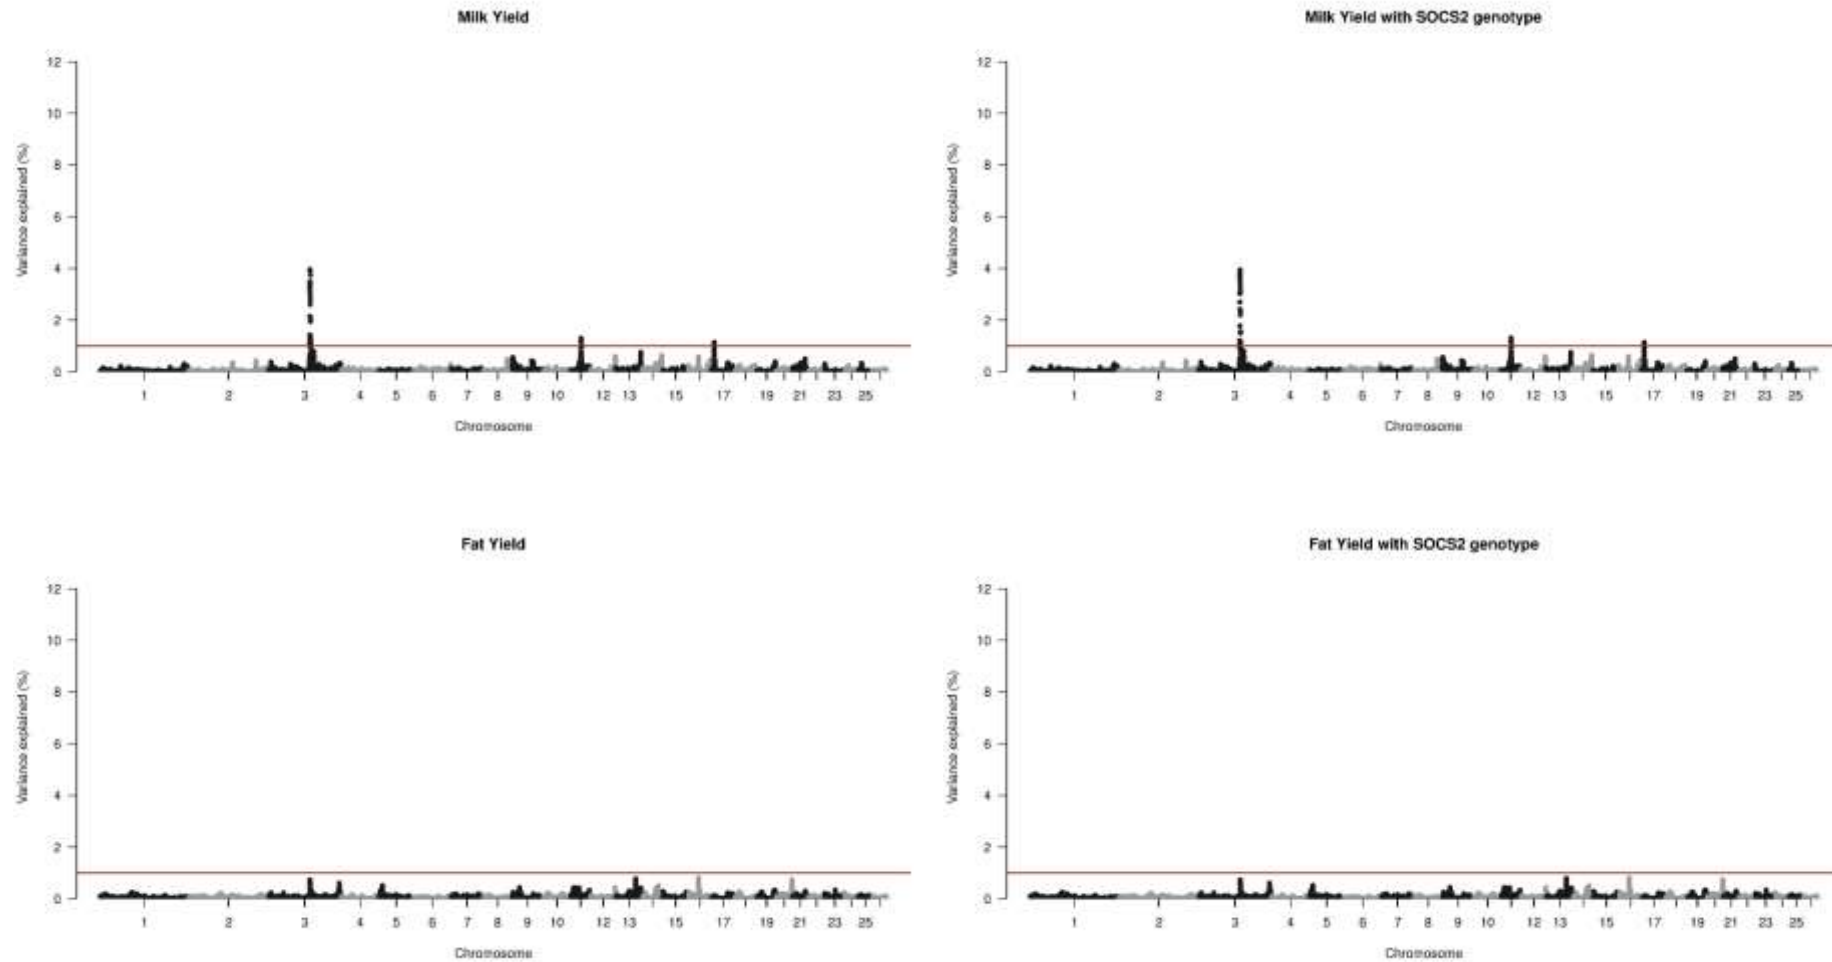 Milk Yield
Variance explained (%)
12
10
8
6
4
2
0
1 2 3 4 5 6 7 8 9 10 12 13 15 17 19 21 23 25
Chromosome
Milk Yield with SOCS2 genotype
Variance explained (%)
12
10
8
6
4
2
0
1 2 3 4 5 6 7 8 9 10 12 13 15 17 19 21 23 25
Chromosome
Fat Yield
Variance explained (%)
12
10
8
6
4
2
0
1 2 3 4 5 6 7 8 9 10 12 13 15 17 19 21 23 25
Chromosome
Fat Yield with SOCS2 genotype
Variance explained (%)
12
10
8
6
4
2
0
1 2 3 4 5 6 7 8 9 10 12 13 15 17 19 21 23 25
Chromosome